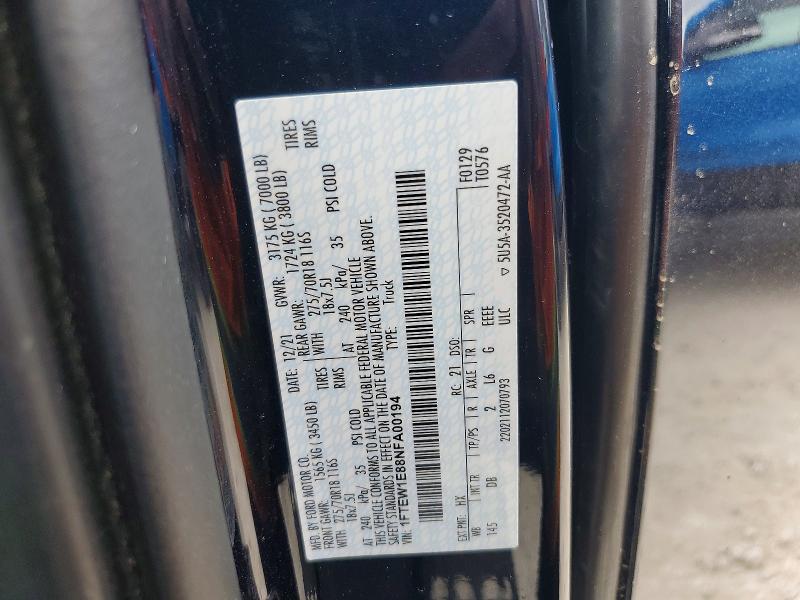 MFD. BY FORD MOTOR CO. DATE: 12/21 GVWR: 3175 KG ( 7000 LB)
FRONT GAWR: 1565 KG ( 3450 LB) REAR GAWR: 1724 KG ( 3800 LB)
WITH 275/70R18 116S TIRES WITH 275/70R18 116S TIRES
18x7.5J RIMS 18x7.5J RIMS
AT 240 kPa/ 35 PSI COLD AT 240 kPa/ 35 PSI COLD
THIS VEHICLE CONFORMS TO ALL APPLICABLE FEDERAL MOTOR VEHICLE
SAFETY STANDARDS IN EFFECT ON THE DATE OF MANUFACTURE SHOWN ABOVE.
VIN: 1FTEW1E88NFA00194 TYPE: Truck
F0129
T0576
EXT PNT: HX RC: 21 DSO:
WB INT TR TP/PS R AXLE TR SPR
145 DB 2 L6 G EEEE
2202112070793 ULC ▽ 5U5A-3520472-AA